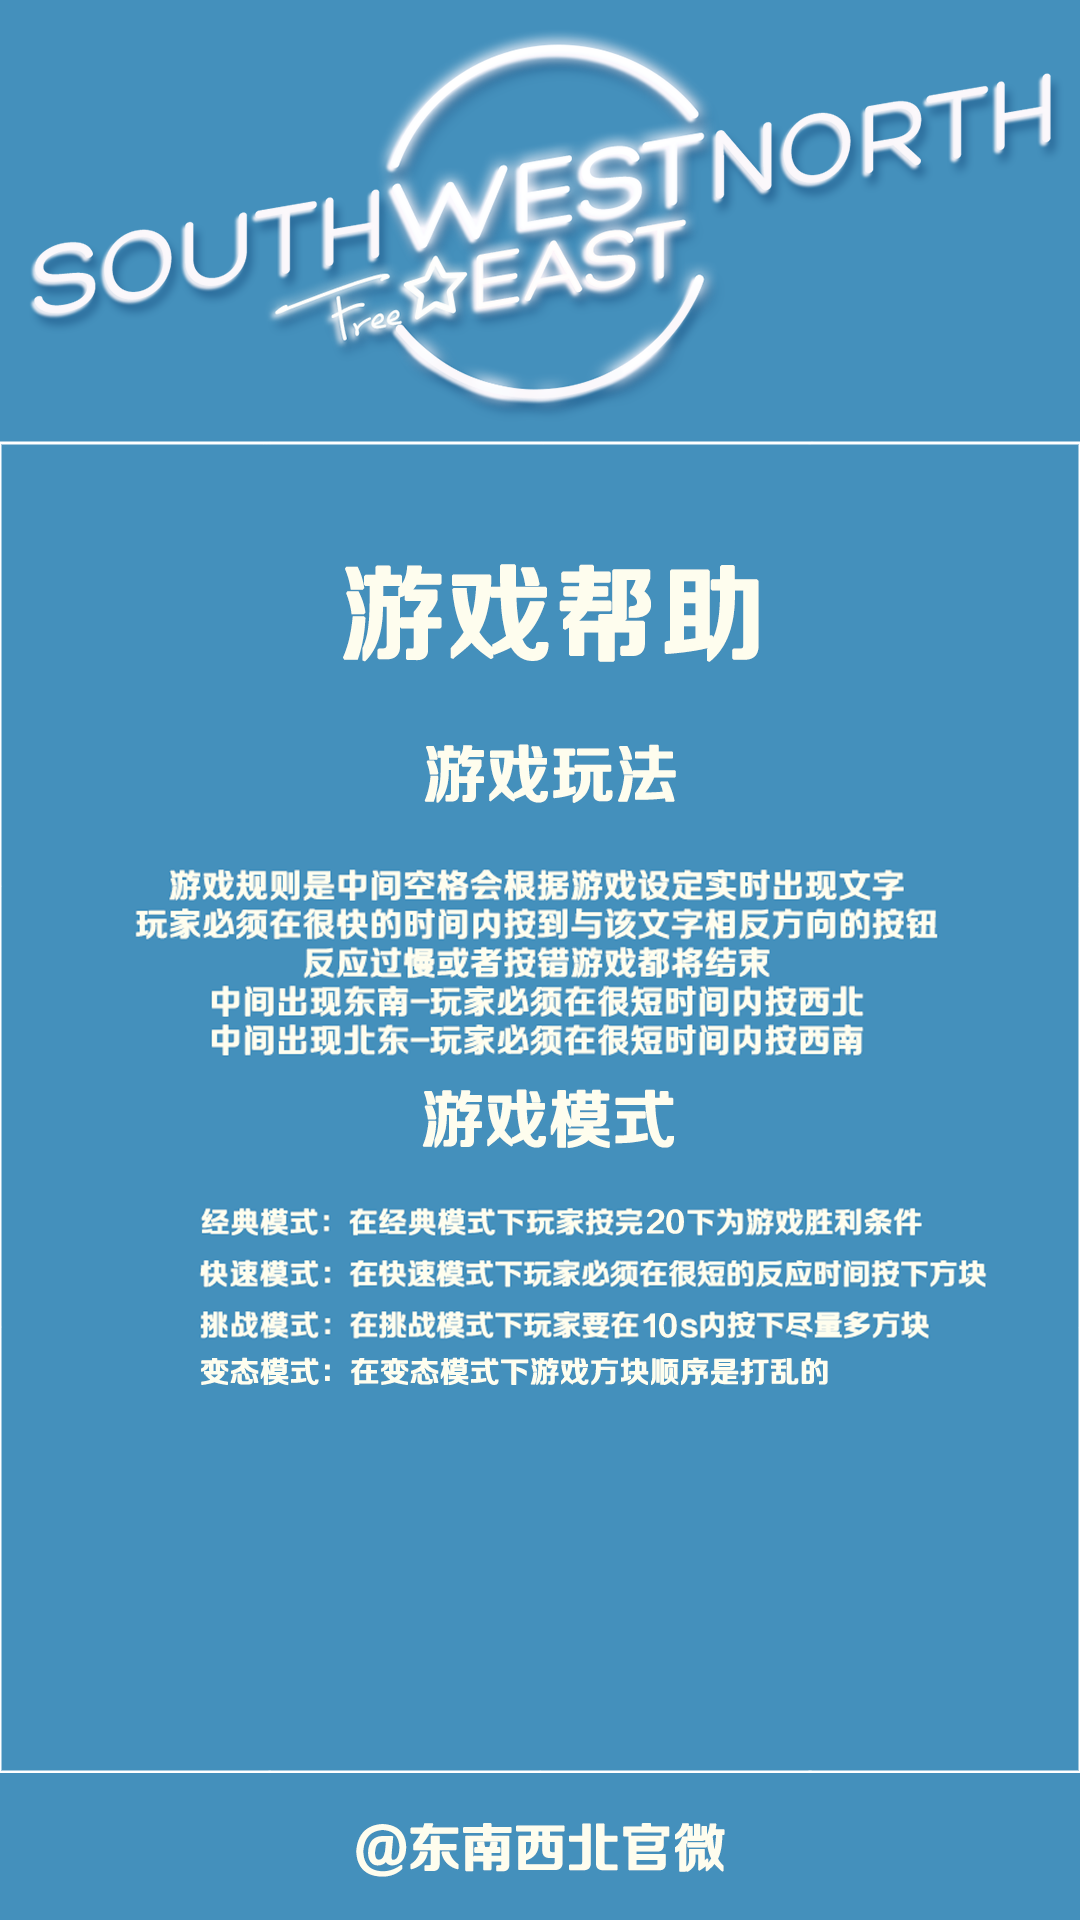 SOUTHWESTNORTH
Free☆EAST
游戏帮助
游戏玩法
游戏规则是中间空格会根据游戏设定实时出现文字
玩家必须在很快的时间内按到与该文字相反方向的按钮
反应过慢或者按错游戏都将结束
中间出现东南-玩家必须在很短时间内按西北
中间出现北东-玩家必须在很短时间内按西南
游戏模式
经典模式：在经典模式下玩家按完20下为游戏胜利条件
快速模式：在快速模式下玩家必须在很短的反应时间按下方块
挑战模式：在挑战模式下玩家要在10s内按下尽量多方块
变态模式：在变态模式下游戏方块顺序是打乱的
@东南西北官微